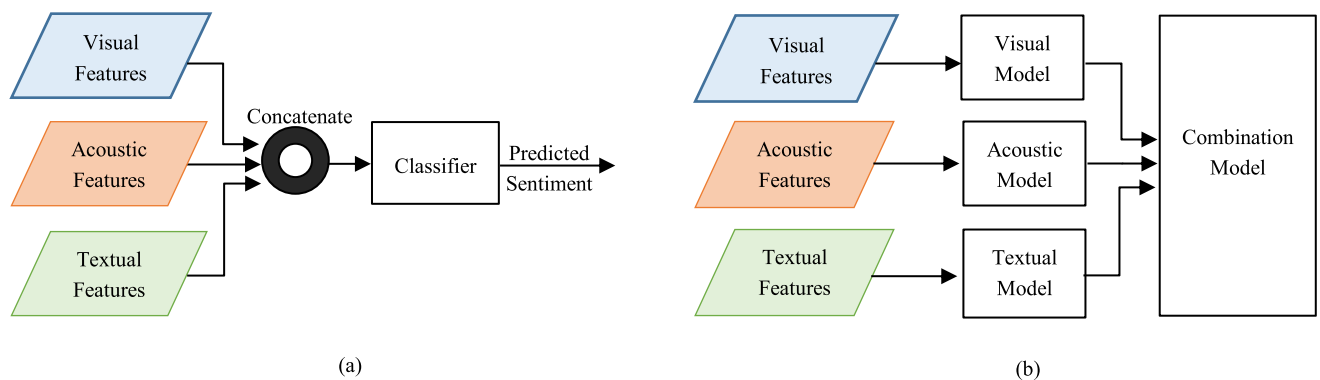 Visual
Features
Acoustic
Features
Textual
Features
Concatenate
Classifier
Predicted
Sentiment
(a)
Visual
Features
Acoustic
Features
Textual
Features
Visual
Model
Acoustic
Model
Textual
Model
Combination
Model
(b)